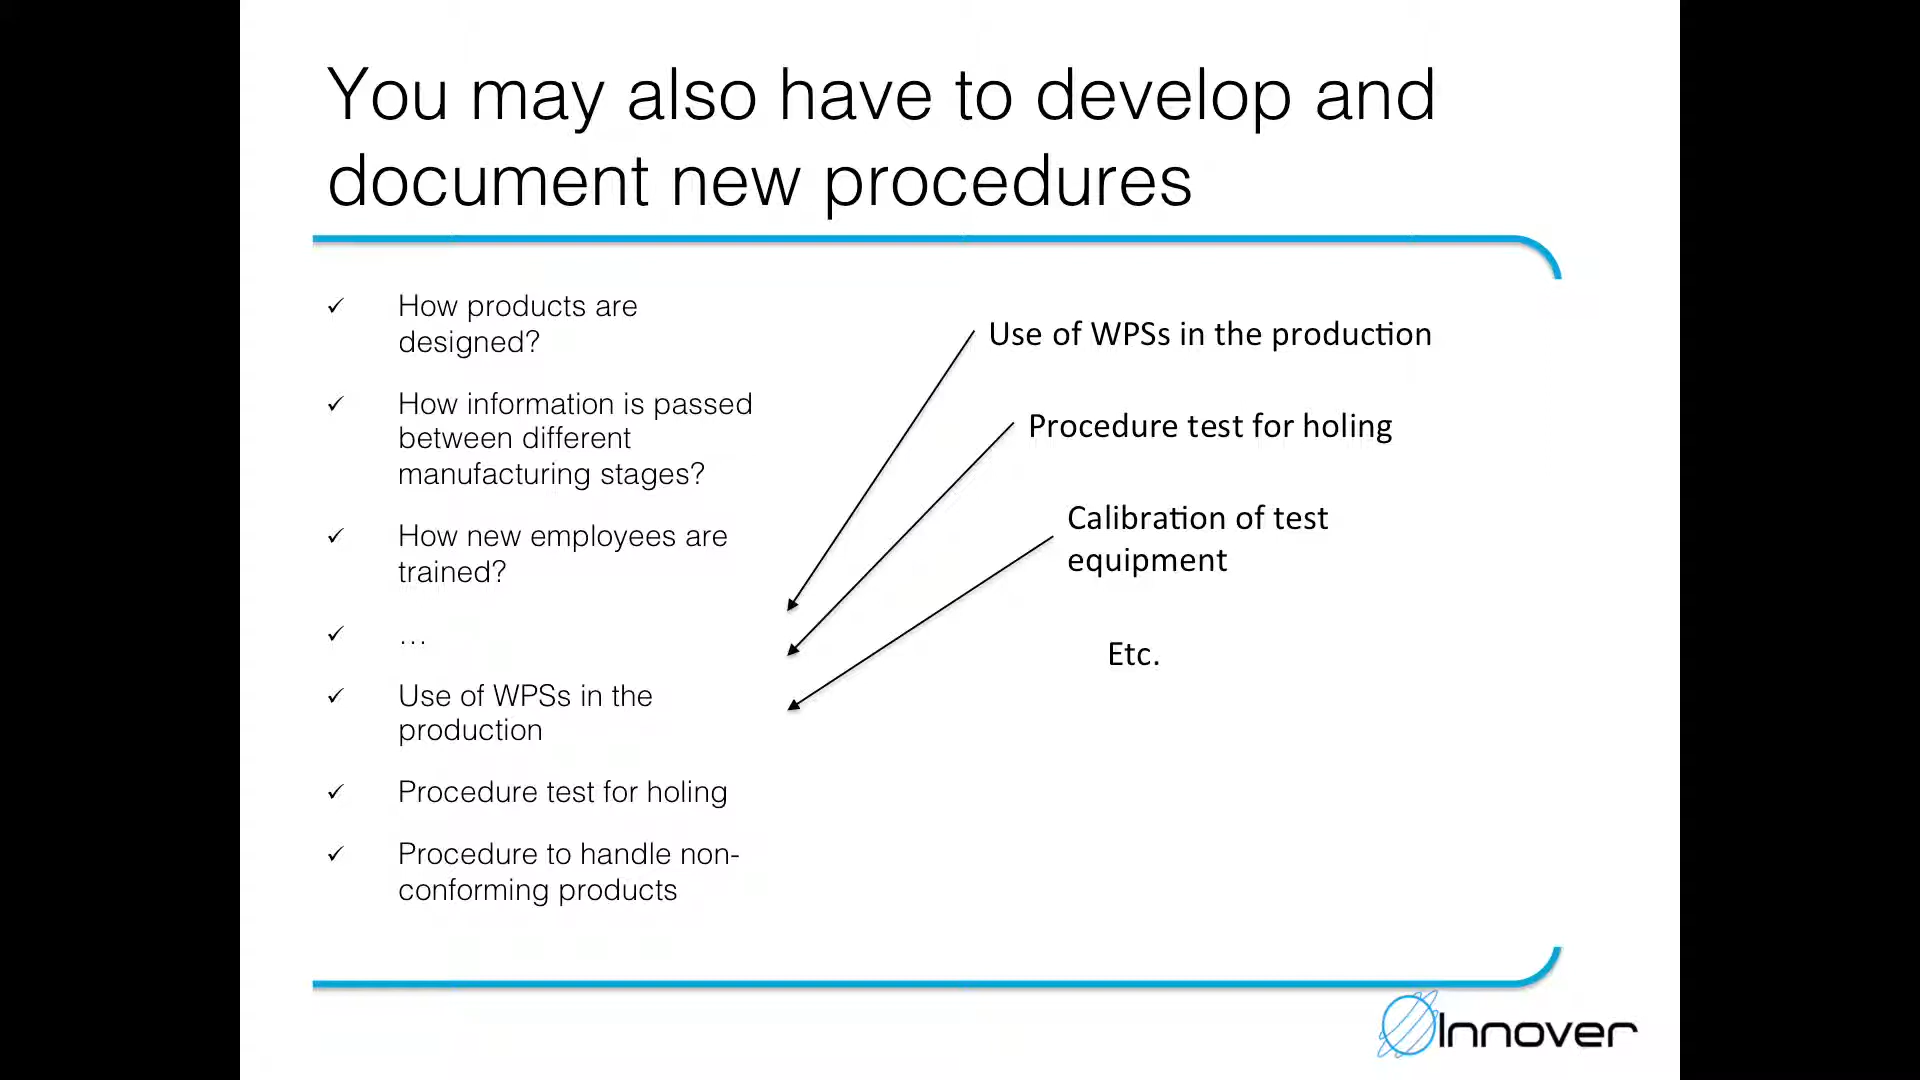 You may also have to develop and
document new procedures
✓ How products are
designed?
✓ How information is passed
between different
manufacturing stages?
✓ How new employees are
trained?
✓ …
✓ Use of WPSs in the
production
✓ Procedure test for holing
✓ Procedure to handle non-
conforming products
Use of WPSs in the production
Procedure test for holing
Calibration of test
equipment
Etc.
Innover